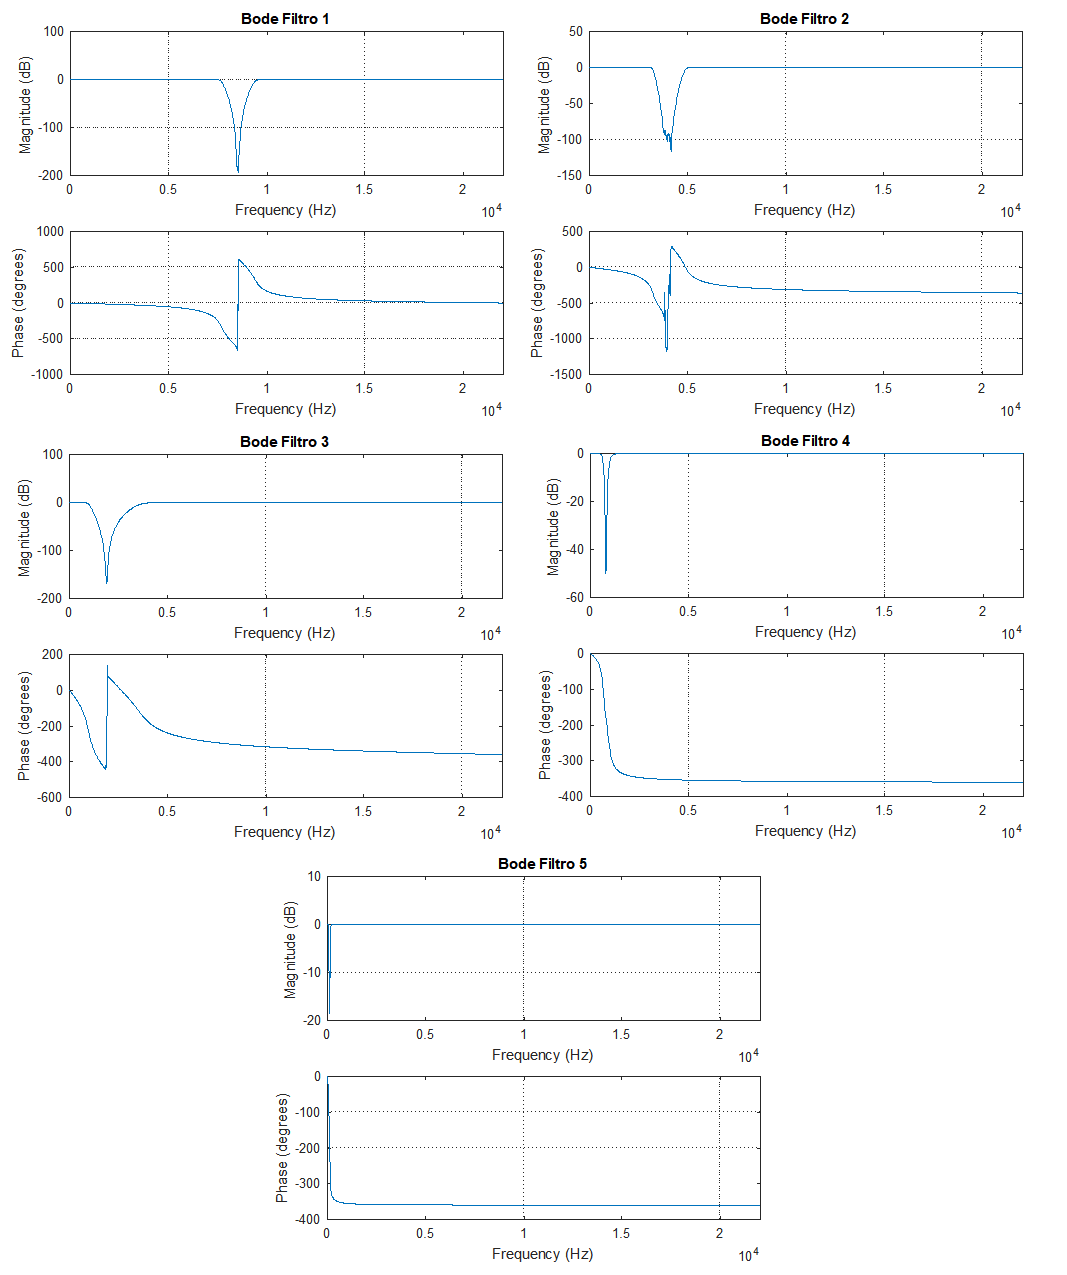 Bode Filtro 1
100
0
-100
-200
Magnitude (dB)
0 0.5 1 1.5 2
Frequency (Hz)
10^4
1000
500
0
-500
-1000
Phase (degrees)
0 0.5 1 1.5 2
Frequency (Hz)
10^4
Bode Filtro 2
50
0
-50
-100
-150
Magnitude (dB)
0 0.5 1 1.5 2
Frequency (Hz)
10^4
500
0
-500
-1000
-1500
Phase (degrees)
0 0.5 1 1.5 2
Frequency (Hz)
10^4
Bode Filtro 3
100
0
-100
-200
Magnitude (dB)
0 0.5 1 1.5 2
Frequency (Hz)
10^4
200
0
-200
-400
-600
Phase (degrees)
0 0.5 1 1.5 2
Frequency (Hz)
10^4
Bode Filtro 4
0
-20
-40
-60
Magnitude (dB)
0 0.5 1 1.5 2
Frequency (Hz)
10^4
0
-100
-200
-300
-400
Phase (degrees)
0 0.5 1 1.5 2
Frequency (Hz)
10^4
Bode Filtro 5
10
0
-10
-20
Magnitude (dB)
0 0.5 1 1.5 2
Frequency (Hz)
10^4
0
-100
-200
-300
-400
Phase (degrees)
0 0.5 1 1.5 2
Frequency (Hz)
10^4